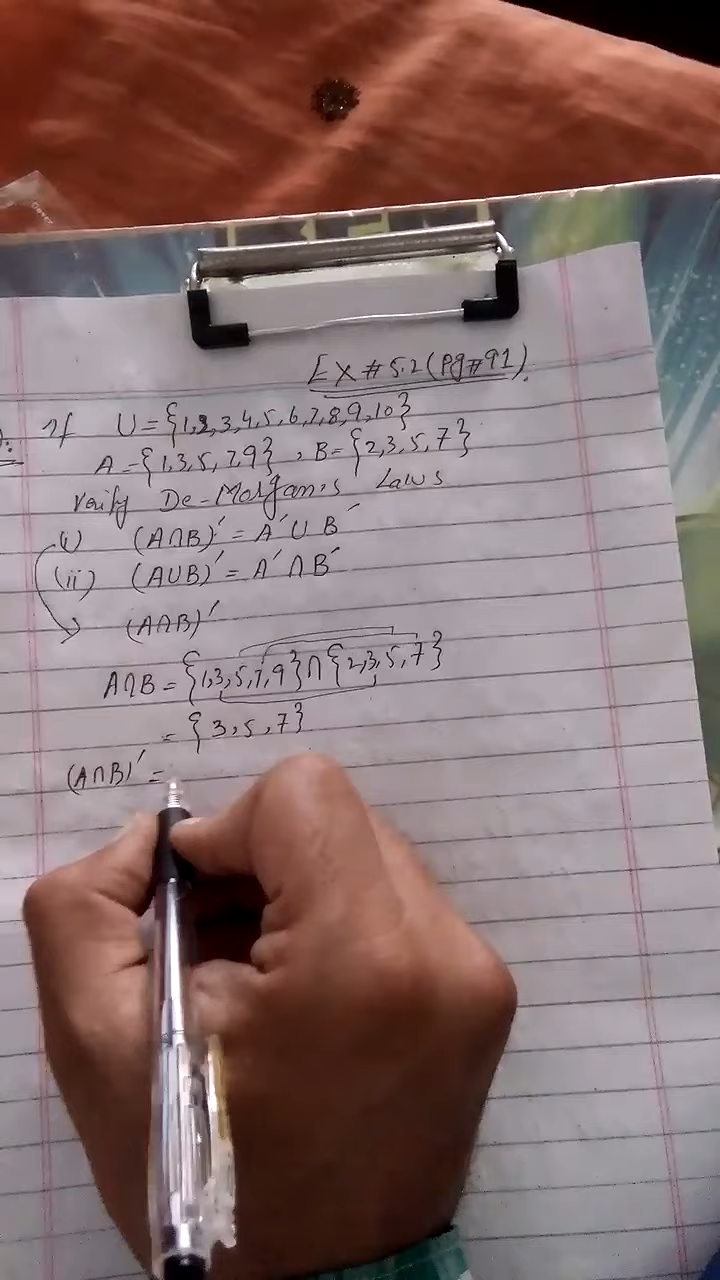 Ex # 5.2 (Pg#91).
If U = {1,2,3,4,5,6,7,8,9,10}
A = {1,3,5,7,9} , B = {2,3,5,7}
Verify De-Morgan's Laws
(i) (A∩B)′ = A′ ∪ B′
(ii) (A∪B)′ = A′ ∩ B′
(A∩B)′
A∩B = {1,3,5,7,9} ∩ {2,3,5,7}
= {3,5,7}
(A∩B)′ =